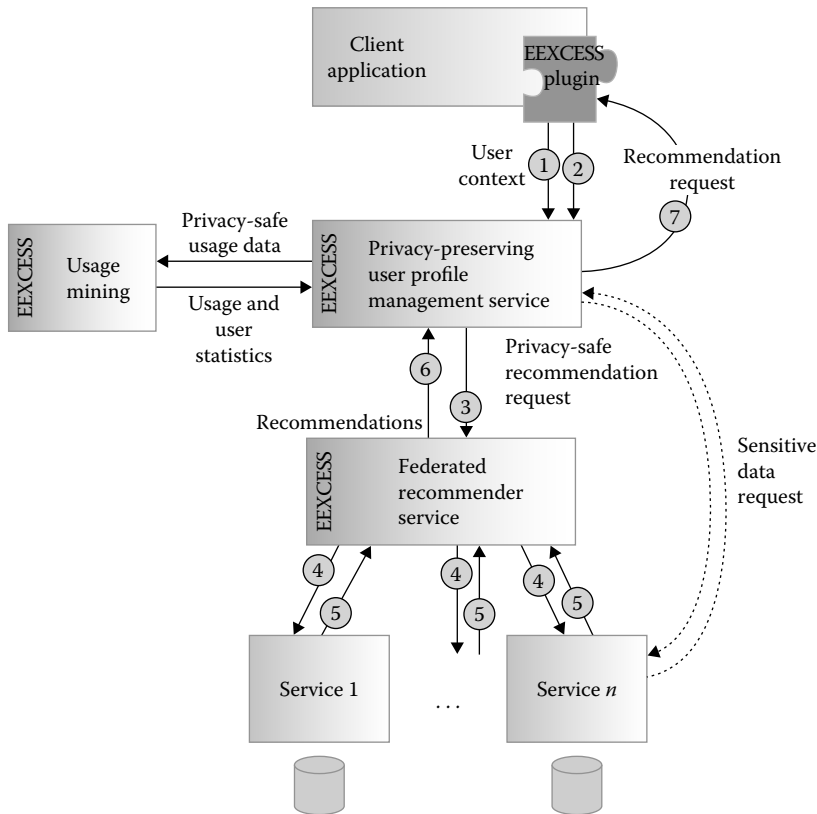 Client
application
EEXCESS
plugin
User
context
1
2
Recommendation
request
7
Privacy-safe
usage data
EEXCESS
Usage
mining
EEXCESS
Privacy-preserving
user profile
management service
Usage and
user
statistics
6
3
Privacy-safe
recommendation
request
Recommendations
EEXCESS
Federated
recommender
service
Sensitive
data
request
4
5
4
5
4
5
Service 1
...
Service n